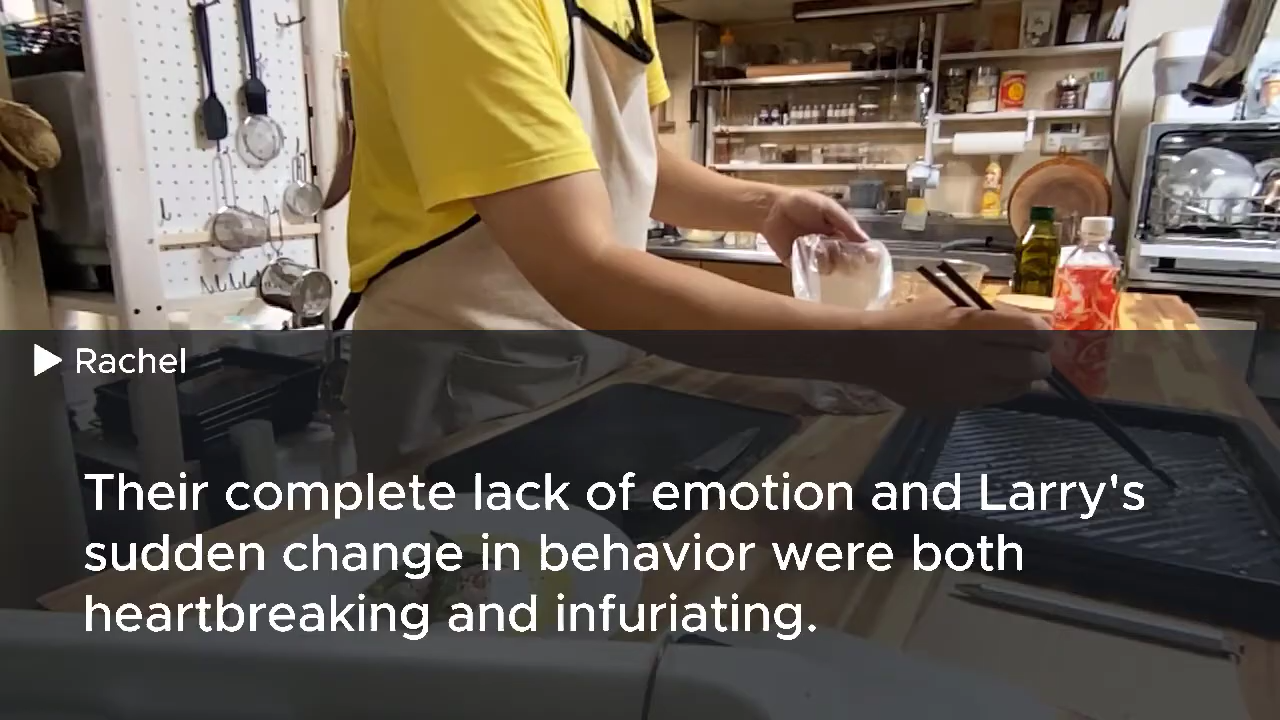 Rachel
Their complete lack of emotion and Larry's
sudden change in behavior were both
heartbreaking and infuriating.